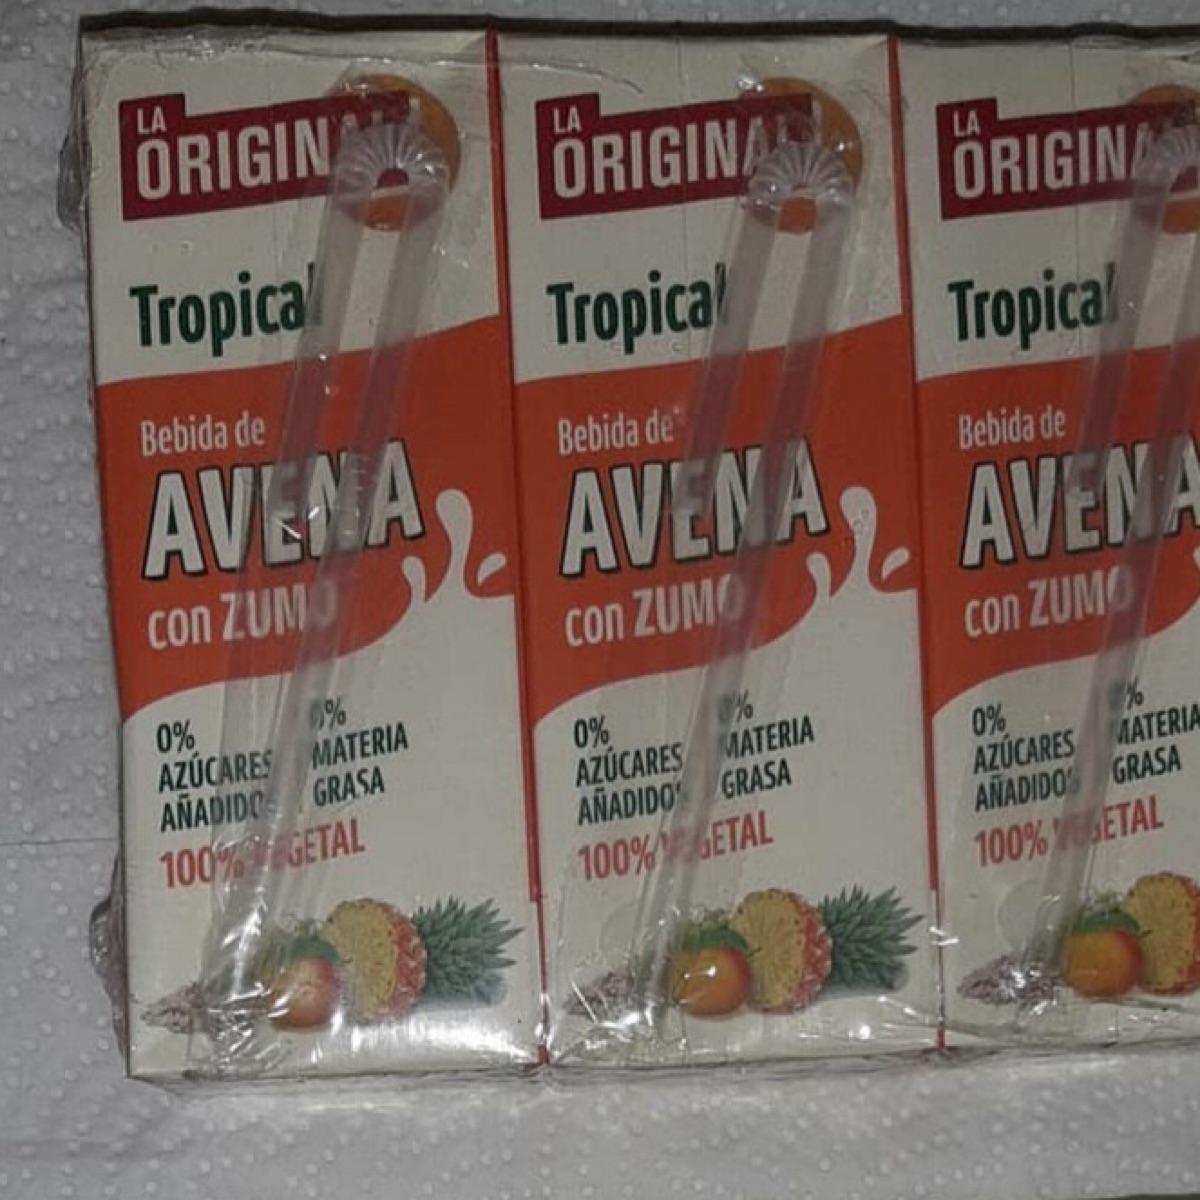 LA
ORIGINAL
Tropical
Bebida de
AVENA
con ZUMO
0%
AZÚCARES
AÑADIDOS
0%
MATERIA
GRASA
100% VEGETAL
LA
ORIGINAL
Tropical
Bebida de
AVENA
con ZUMO
0%
AZÚCARES
AÑADIDOS
0%
MATERIA
GRASA
100% VEGETAL
LA
ORIGINAL
Tropical
Bebida de
AVENA
con ZUMO
0%
AZÚCARES
AÑADIDOS
0%
MATERIA
GRASA
100% VEGETAL